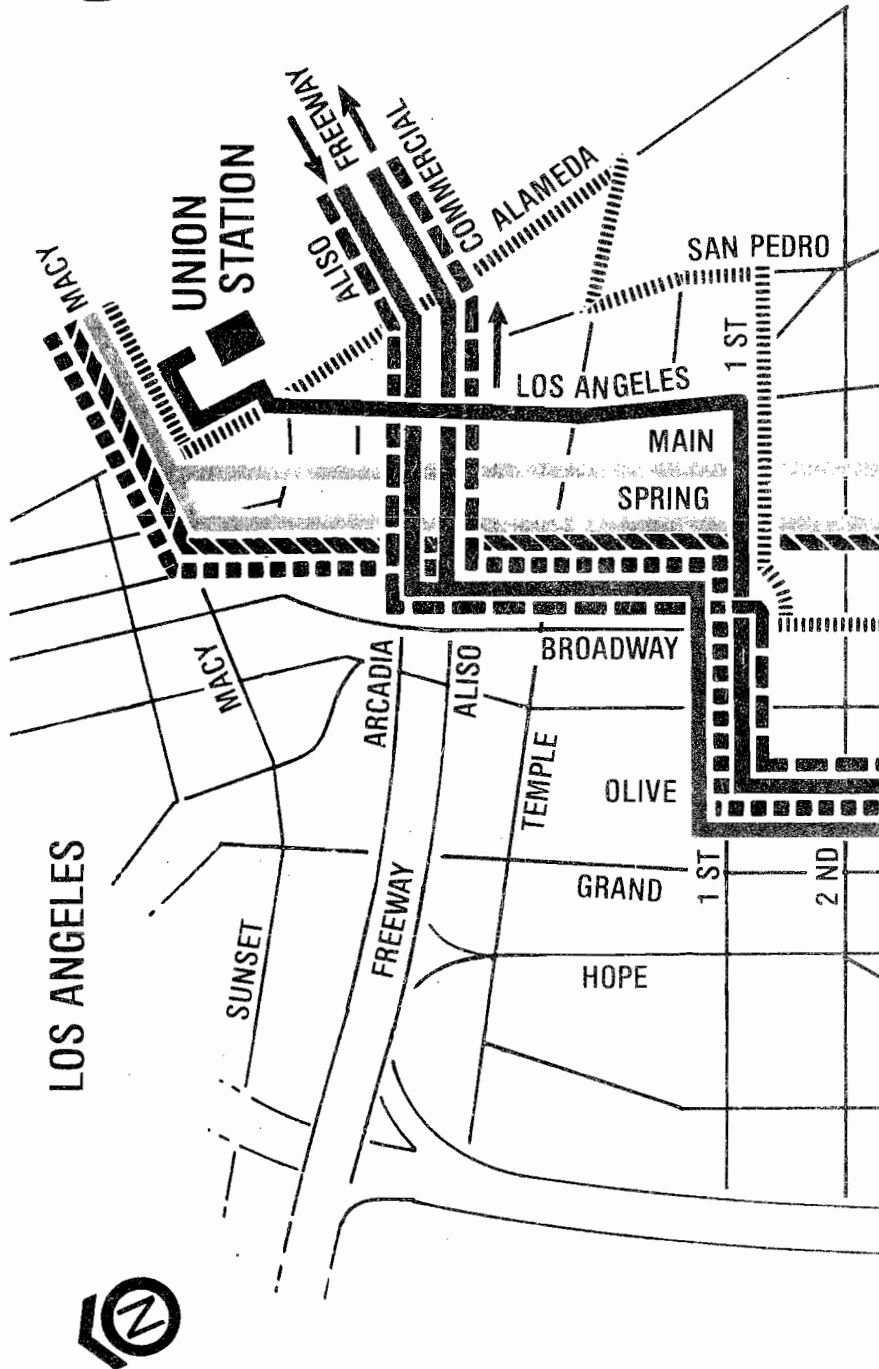 MACY
UNION
STATION
FREEWAY
ALISO
COMMERCIAL
ALAMEDA
SAN PEDRO
1 ST
LOS ANGELES
MAIN
SPRING
MACY
ARCADIA
ALISO
BROADWAY
TEMPLE
OLIVE
LOS ANGELES
SUNSET
FREEWAY
GRAND
1 ST
2 ND
HOPE
N